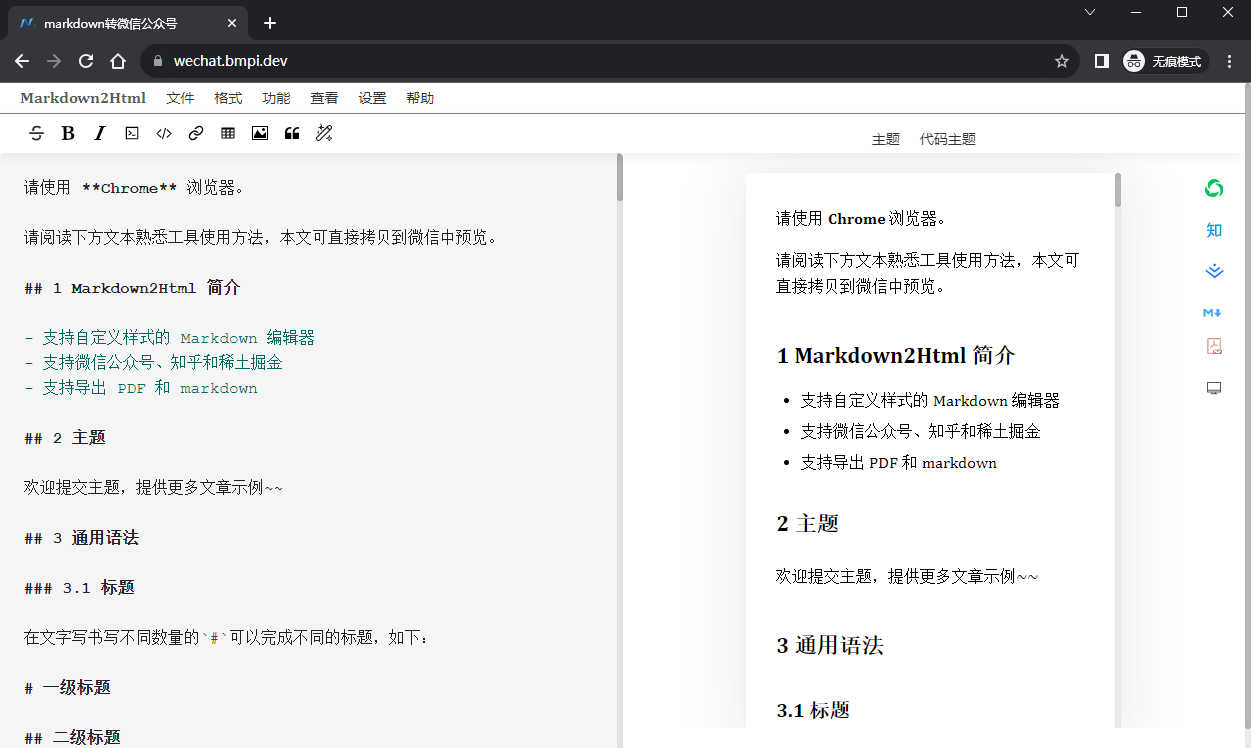 markdown转微信公众号
wechat.bmpi.dev
无痕模式
Markdown2Html 文件 格式 功能 查看 设置 帮助
主题 代码主题
请使用 **Chrome** 浏览器。
请阅读下方文本熟悉工具使用方法，本文可直接拷贝到微信中预览。
## 1 Markdown2Html 简介
- 支持自定义样式的 Markdown 编辑器
- 支持微信公众号、知乎和稀土掘金
- 支持导出 PDF 和 markdown
## 2 主题
欢迎提交主题，提供更多文章示例~~
## 3 通用语法
### 3.1 标题
在文字写书写不同数量的`#`可以完成不同的标题，如下：
# 一级标题
## 二级标题
请使用 Chrome 浏览器。
请阅读下方文本熟悉工具使用方法，本文可
直接拷贝到微信中预览。
1 Markdown2Html 简介
• 支持自定义样式的 Markdown 编辑器
• 支持微信公众号、知乎和稀土掘金
• 支持导出 PDF 和 markdown
2 主题
欢迎提交主题，提供更多文章示例~~
3 通用语法
3.1 标题
知
M↓